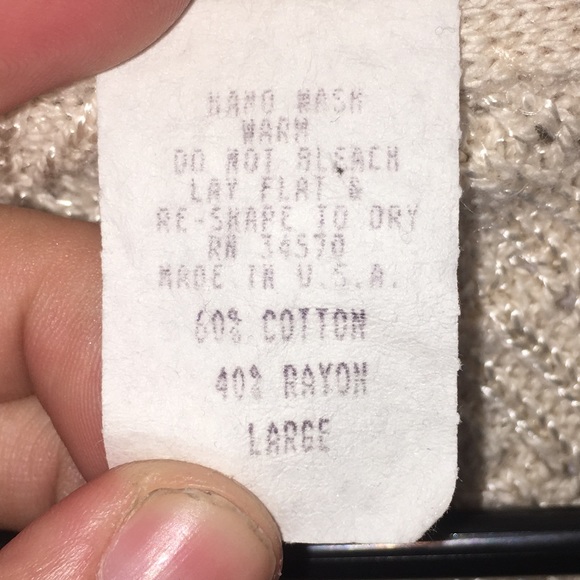 HAND WASH
WARM
DO NOT BLEACH
LAY FLAT &
RE-SHAPE TO DRY
RN 34570
MADE IN U.S.A.
60% COTTON
40% RAYON
LARGE